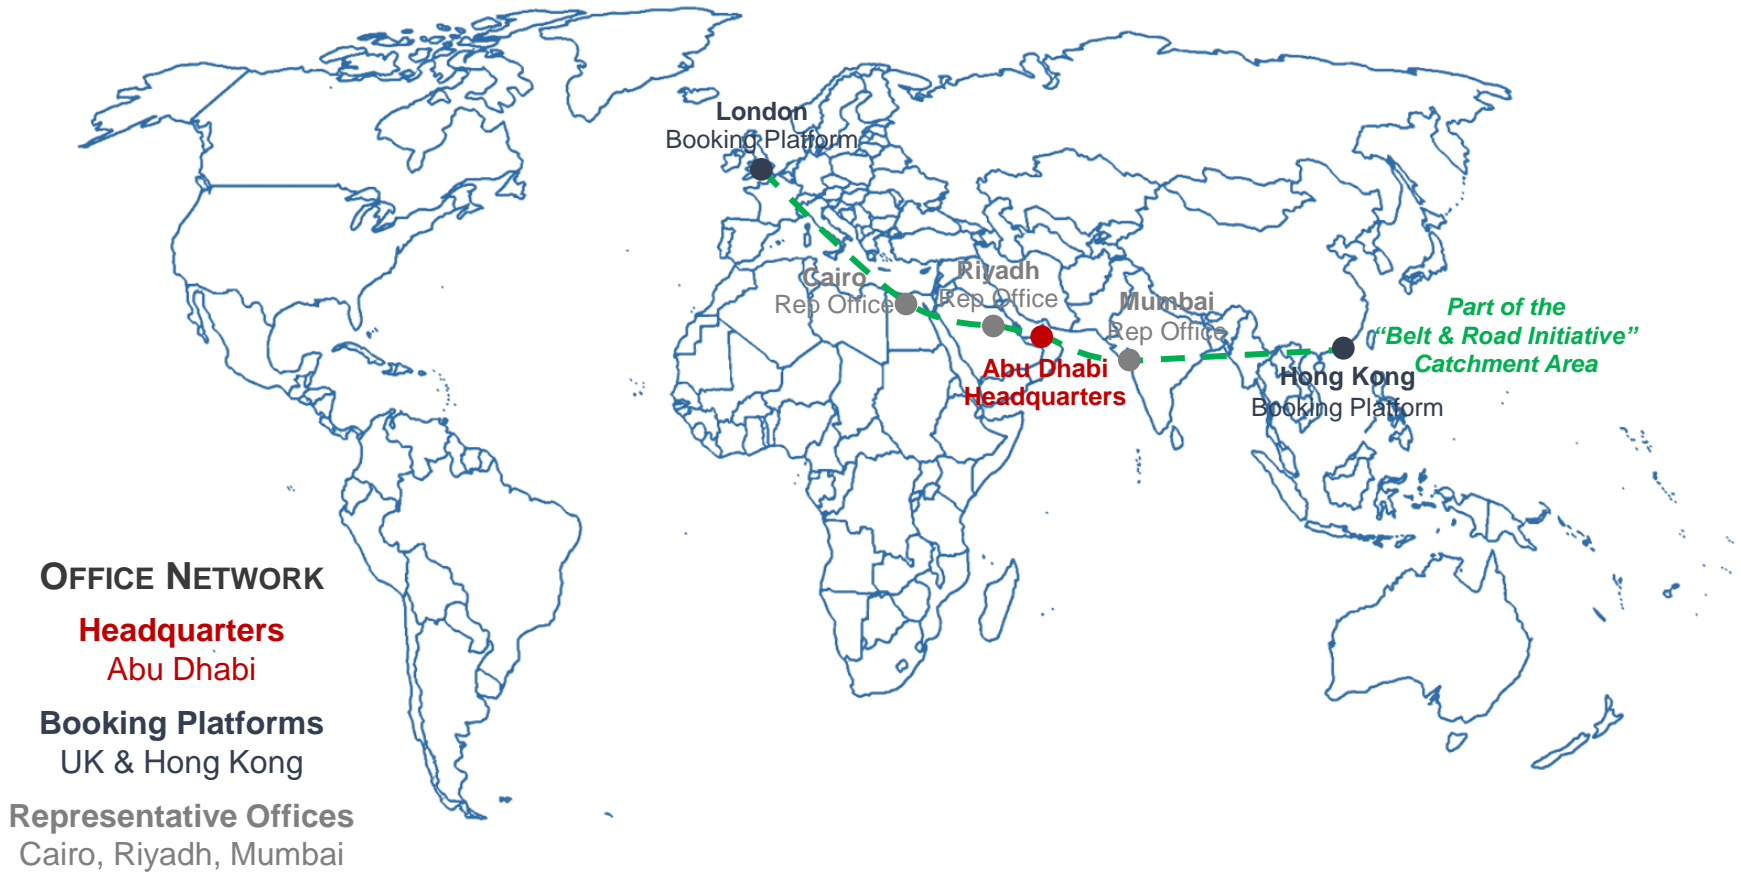 London
Booking Platform
Cairo
Rep Office
Riyadh
Rep Office
Mumbai
Rep Office
Abu Dhabi
Headquarters
Part of the
“Belt & Road Initiative”
Catchment Area
Hong Kong
Booking Platform
OFFICE NETWORK
Headquarters
Abu Dhabi
Booking Platforms
UK & Hong Kong
Representative Offices
Cairo, Riyadh, Mumbai